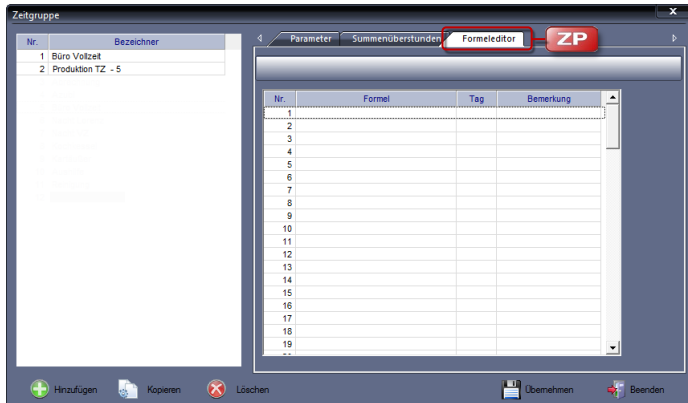 Zeitgruppe
x
Nr. Bezeichner
1 Büro Vollzeit
2 Produktion TZ - 5
Parameter Summenüberstunden Formeleditor ZP
Nr. Formel Tag Bemerkung
1
2
3
4
5
6
7
8
9
10
11
12
13
14
15
16
17
18
19
Hinzufügen Kopieren Löschen Übernehmen Beenden